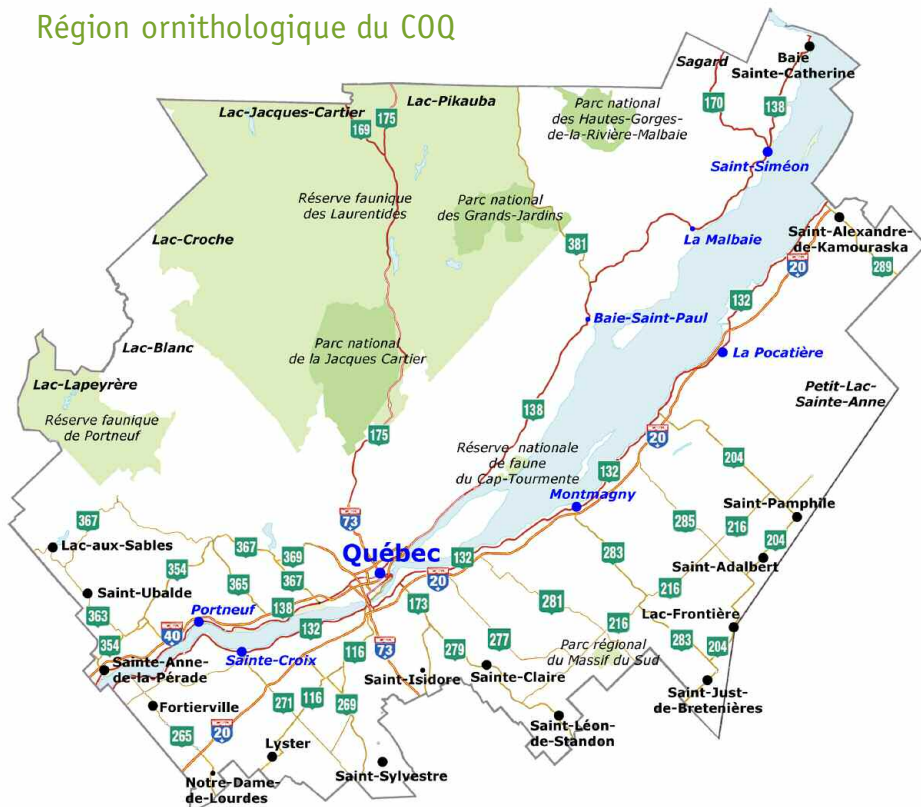 Région ornithologique du COQ
Baie
Sainte-Catherine
Sagard
170
138
Lac-Pikauba
Lac-Jacques-Cartier
175
169
Parc national
des Hautes-Gorges-
de-la-Rivière-Malbaie
Saint-Siméon
Réserve faunique
des Laurentides
Parc national
des Grands-Jardins
La Malbaie
Saint-Alexandre-
de-Kamouraska
Lac-Croche
381
20
289
132
Baie-Saint-Paul
Lac-Blanc
Parc national
de la Jacques Cartier
La Pocatière
Lac-Lapeyrère
Petit-Lac-
Sainte-Anne
Réserve faunique
de Portneuf
138
175
20
Réserve nationale
de faune
du Cap-Tourmente
132
204
Montmagny
Saint-Pamphile
367
73
285
216
204
Lac-aux-Sables
367
369
Québec
132
283
Saint-Adalbert
354
365
367
20
216
Saint-Ubalde
138
173
281
Lac-Frontière
363
Portneuf
132
216
40
354
Sainte-Croix
116
73
279
277
Parc régional
du Massif du Sud
283
204
Sainte-Anne-
de-la-Pérade
Saint-Isidore
Sainte-Claire
Saint-Just-
de-Bretenières
Fortierville
271
116
269
Saint-Léon-
de-Standon
265
20
Lyster
Saint-Sylvestre
Notre-Dame-
de-Lourdes